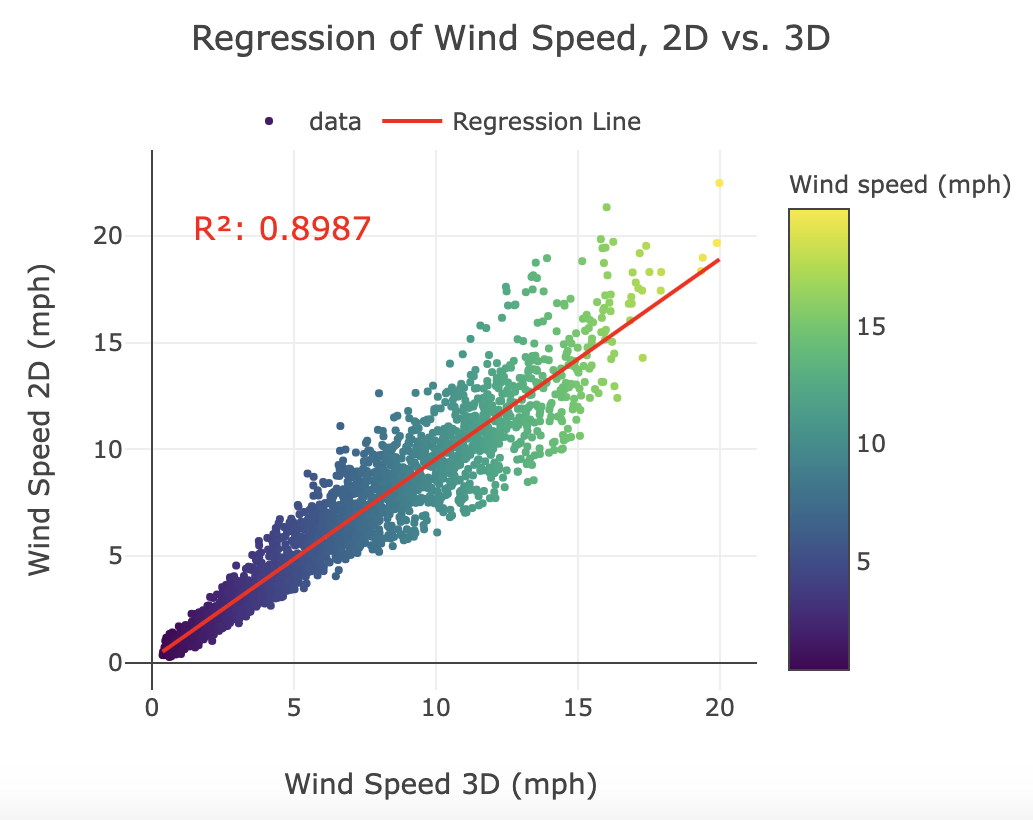 Regression of Wind Speed, 2D vs. 3D
data
Regression Line
Wind speed (mph)
R²: 0.8987
Wind Speed 2D (mph)
20
15
10
5
0
0
5
10
15
20
Wind Speed 3D (mph)
15
10
5